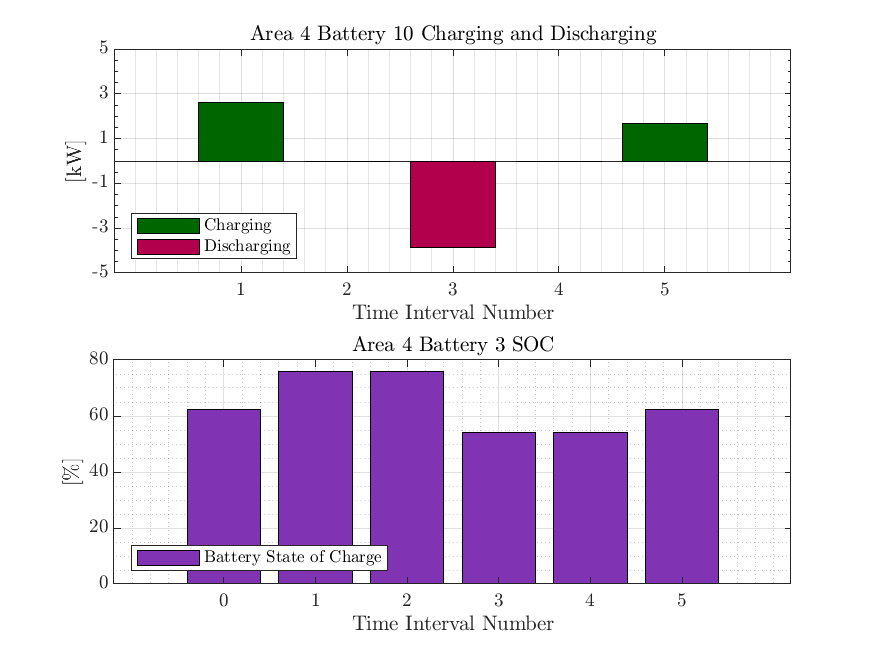 Area 4 Battery 10 Charging and Discharging
5
3
1
-1
-3
-5
[kW]
Charging
Discharging
1 2 3 4 5
Time Interval Number
Area 4 Battery 3 SOC
80
60
40
20
0
[%]
Battery State of Charge
0 1 2 3 4 5
Time Interval Number